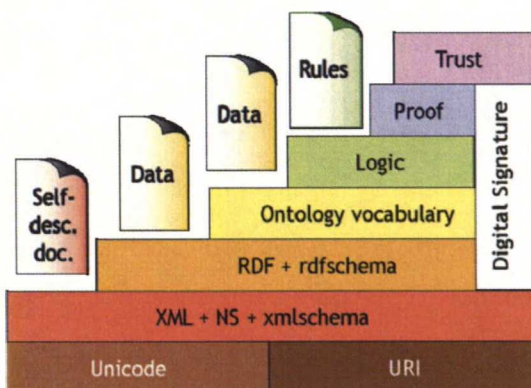 Trust
Rules
Proof
Data
Logic
Data
Self-
desc.
doc.
Ontology vocabulary
Digital Signature
RDF + rdfschema
XML + NS + xmlschema
Unicode
URI